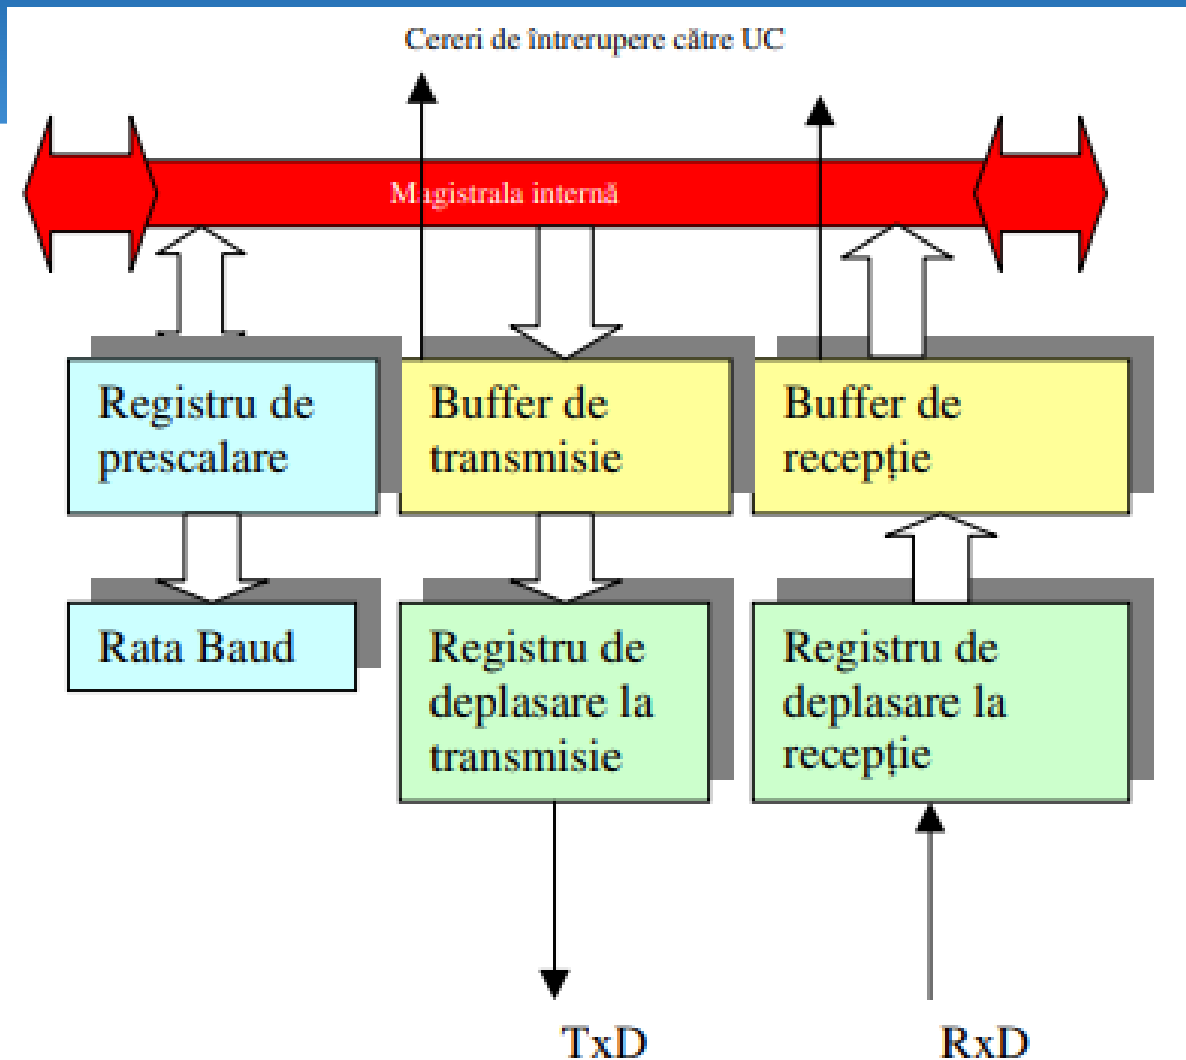 Cereri de întrerupere către UC
Magistrala internă
Registru de
prescalare
Buffer de
transmisie
Buffer de
recepție
Rata Baud
Registru de
deplasare la
transmisie
Registru de
deplasare la
recepție
TxD
RxD